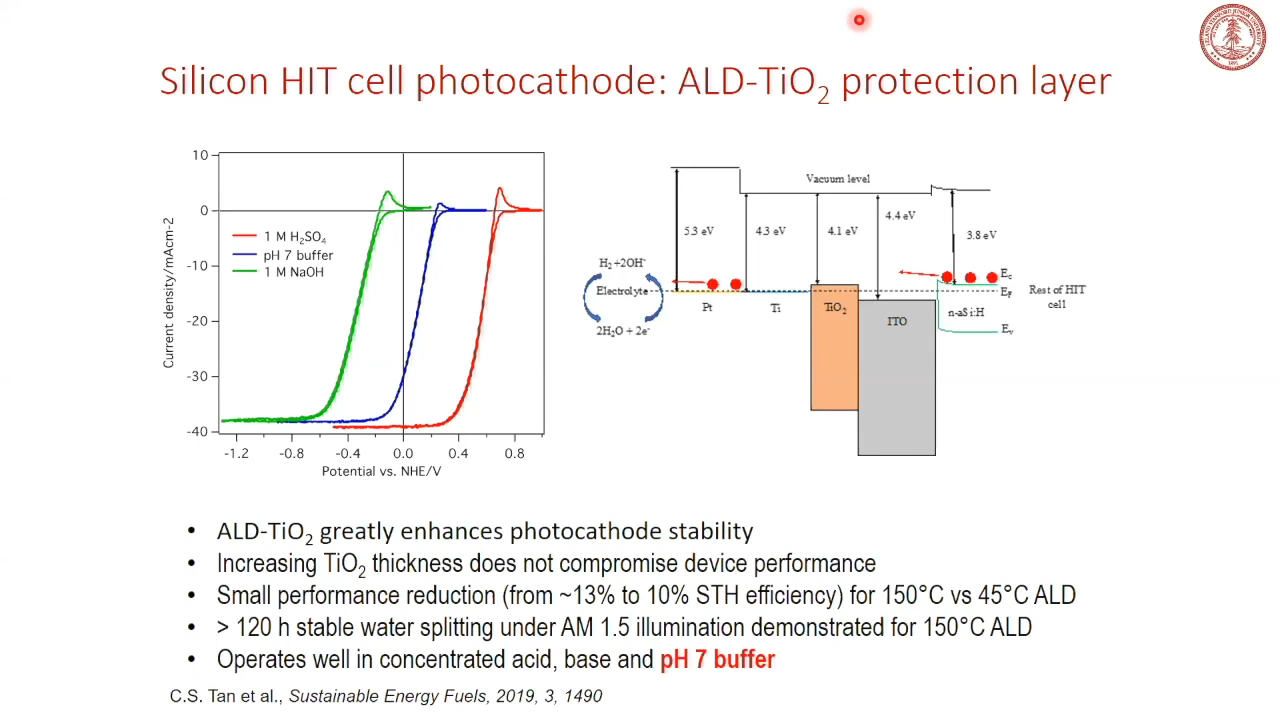 Silicon HIT cell photocathode: ALD-TiO₂ protection layer
10
0
-10
-20
-30
-40
Current density/mAcm-2
1 M H₂SO₄
pH 7 buffer
1 M NaOH
-1.2
-0.8
-0.4
0.0
0.4
0.8
Potential vs. NHE/V
Vacuum level
5.3 eV
4.3 eV
4.1 eV
4.4 eV
3.8 eV
H₂ +2OH⁻
Electrolyte
2H₂O + 2e⁻
Pt
Ti
TiO₂
ITO
n-aSi:H
E_c
E_F
E_v
Rest of HIT
cell
• ALD-TiO₂ greatly enhances photocathode stability
• Increasing TiO₂ thickness does not compromise device performance
• Small performance reduction (from ~13% to 10% STH efficiency) for 150°C vs 45°C ALD
• > 120 h stable water splitting under AM 1.5 illumination demonstrated for 150°C ALD
• Operates well in concentrated acid, base and pH 7 buffer
C.S. Tan et al., Sustainable Energy Fuels, 2019, 3, 1490